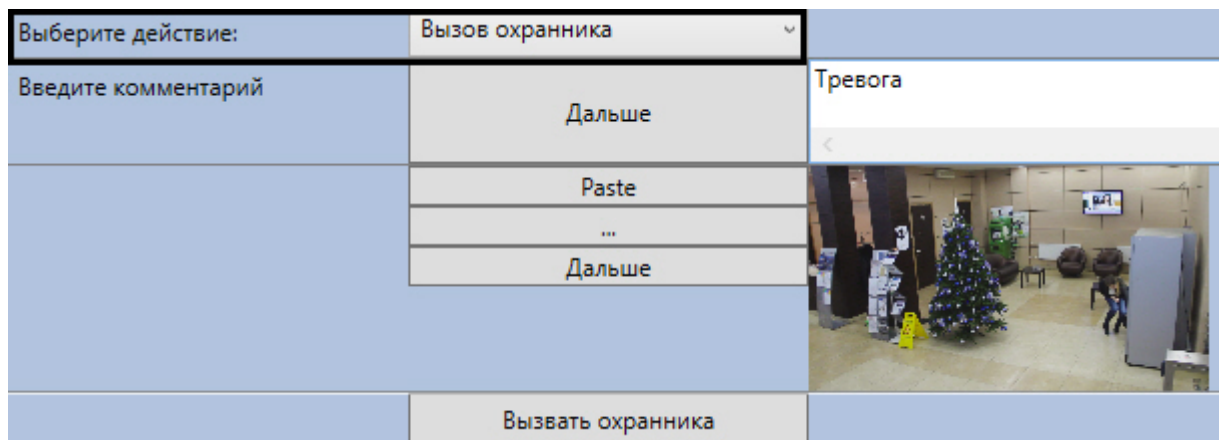 Выберите действие:
Вызов охранника
Введите комментарий
Дальше
Тревога
Paste
...
Дальше
Вызвать охранника